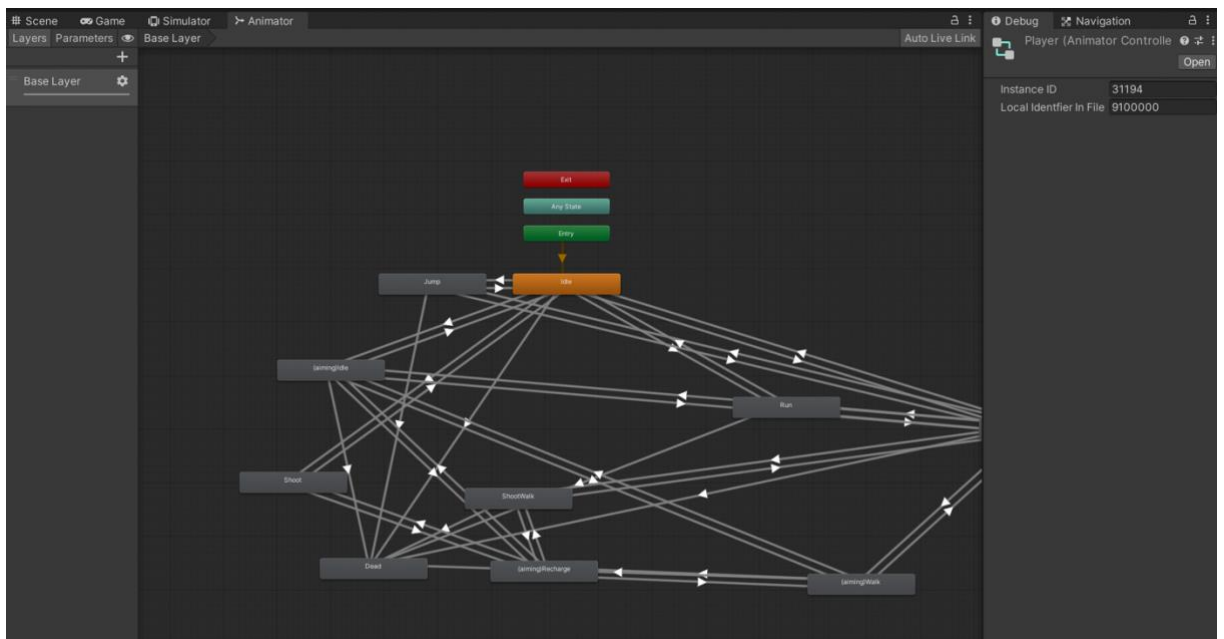 Scene Game Simulator Animator
Layers Parameters Base Layer Auto Live Link
Base Layer
Exit
Any State
Entry
Jump Idle
(aiming)Idle
Run
Shoot
ShootWalk
Dead
(aiming)Recharge
(aiming)Walk
Debug Navigation
Player (Animator Controlle
Open
Instance ID 31194
Local Identfier In File 9100000